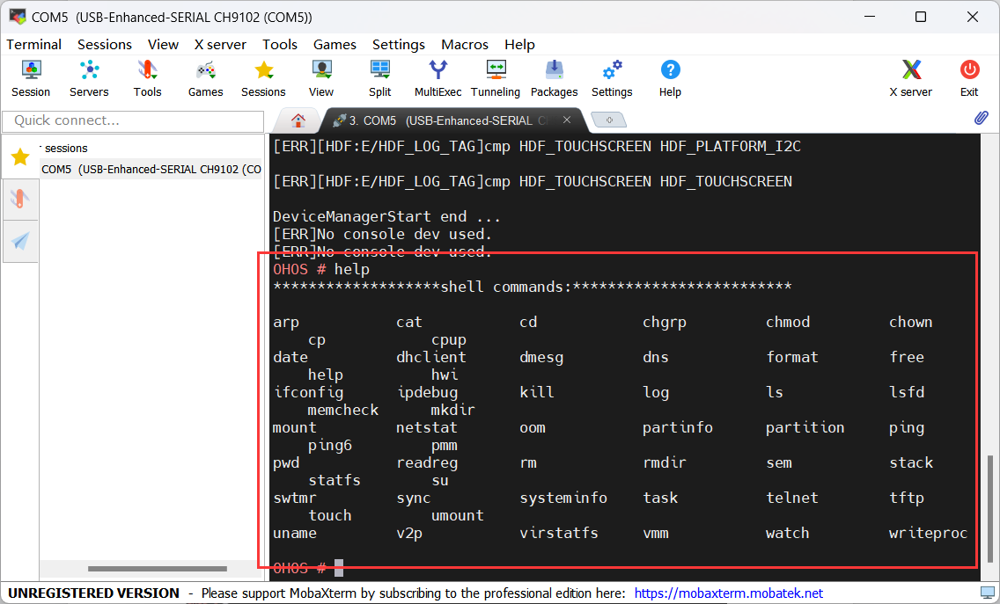 COM5 (USB-Enhanced-SERIAL CH9102 (COM5))
Terminal Sessions View X server Tools Games Settings Macros Help
Session Servers Tools Games Sessions View Split MultiExec Tunneling Packages Settings Help X server Exit
Quick connect...
3. COM5 (USB-Enhanced-SERIAL
sessions
COM5 (USB-Enhanced-SERIAL CH9102 (CO
[ERR][HDF:E/HDF_LOG_TAG]cmp HDF_TOUCHSCREEN HDF_PLATFORM_I2C
[ERR][HDF:E/HDF_LOG_TAG]cmp HDF_TOUCHSCREEN HDF_TOUCHSCREEN
DeviceManagerStart end ...
[ERR]No console dev used.
[ERR]No console dev used.
OHOS # help
*******************shell commands:*************************
arp cat cd chgrp chmod chown
cp cpup
date dhclient dmesg dns format free
help hwi
ifconfig ipdebug kill log ls lsfd
memcheck mkdir
mount netstat oom partinfo partition ping
ping6 pmm
pwd readreg rm rmdir sem stack
statfs su
swtmr sync systeminfo task telnet tftp
touch umount
uname v2p virstatfs vmm watch writeproc
OHOS #
UNREGISTERED VERSION - Please support MobaXterm by subscribing to the professional edition here: https://mobaxterm.mobatek.net